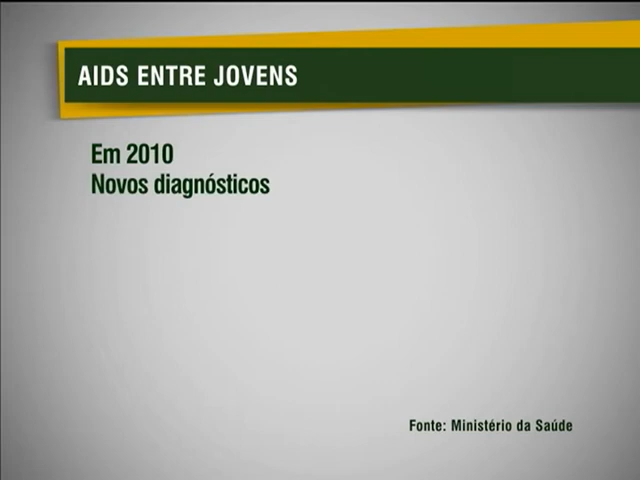 AIDS ENTRE JOVENS
Em 2010
Novos diagnósticos
Fonte: Ministério da Saúde